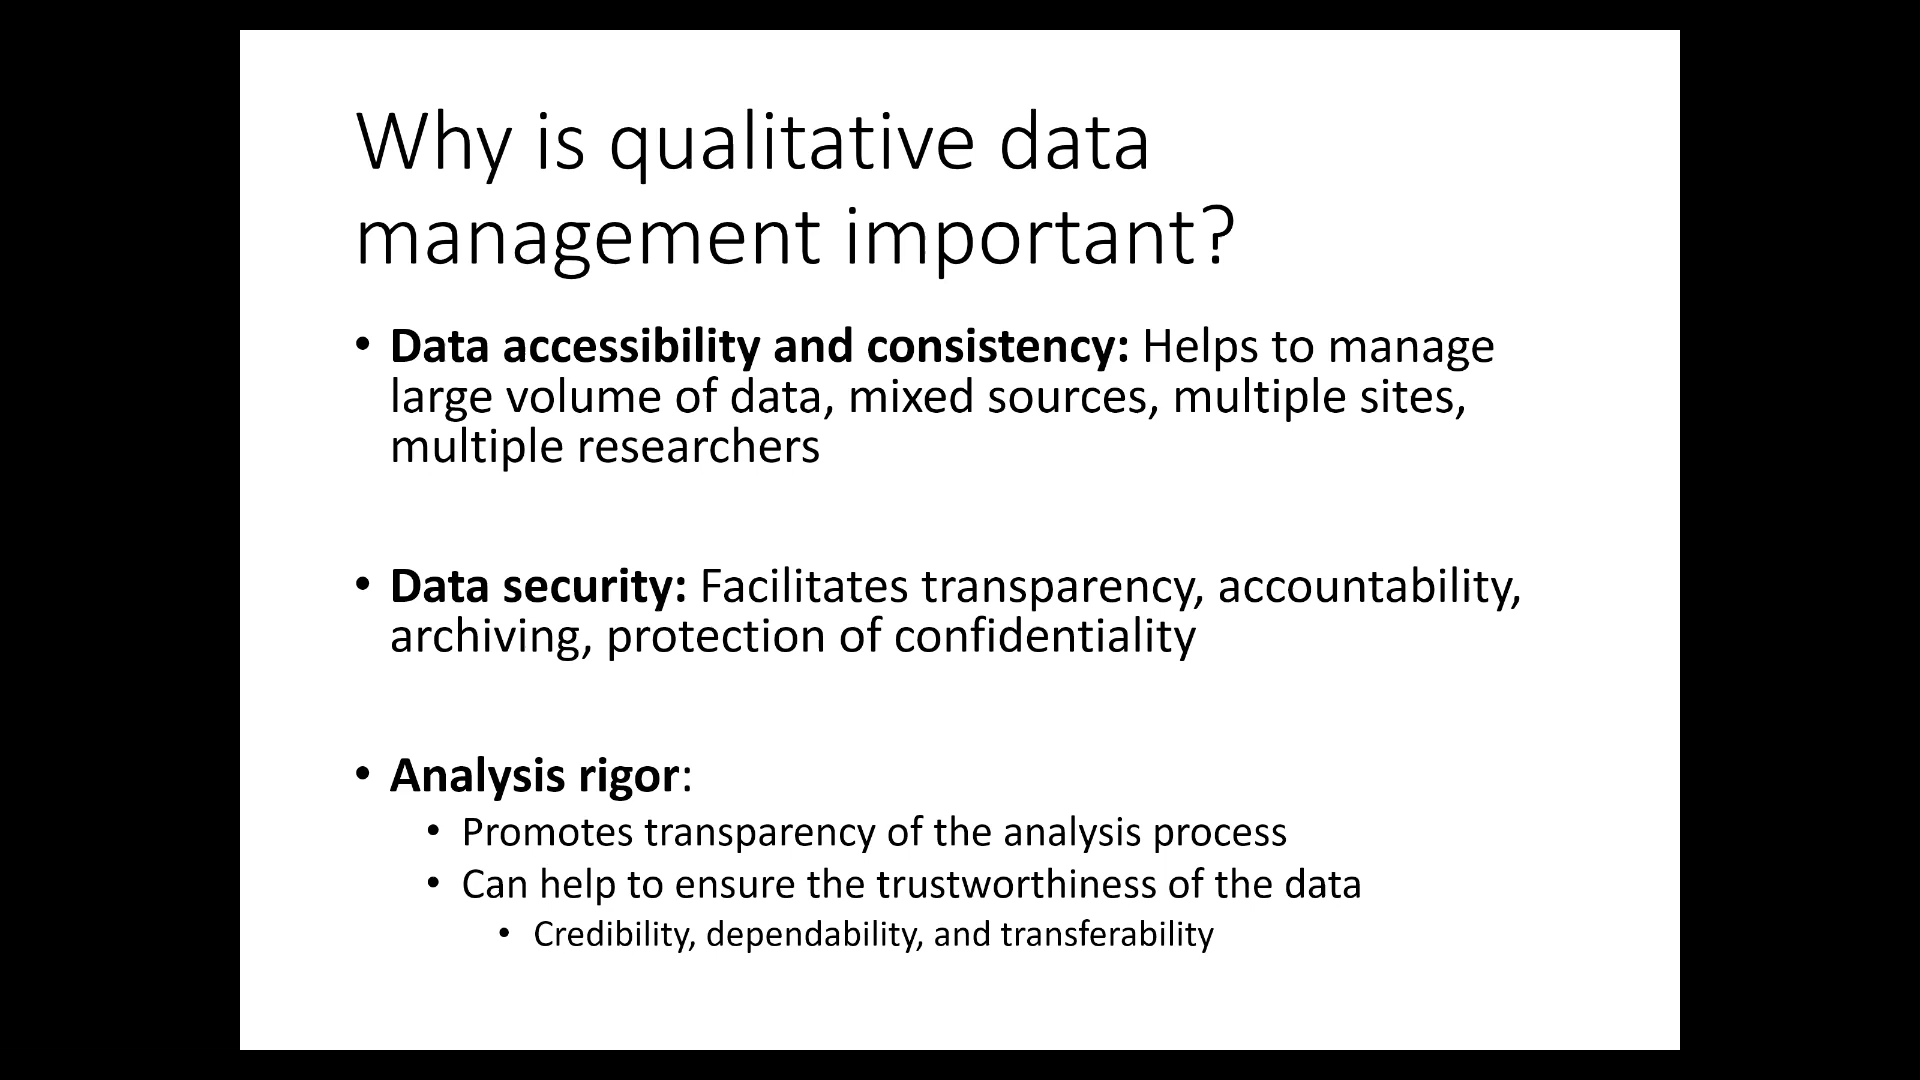 Why is qualitative data
management important?
• Data accessibility and consistency: Helps to manage
large volume of data, mixed sources, multiple sites,
multiple researchers
• Data security: Facilitates transparency, accountability,
archiving, protection of confidentiality
• Analysis rigor:
• Promotes transparency of the analysis process
• Can help to ensure the trustworthiness of the data
• Credibility, dependability, and transferability